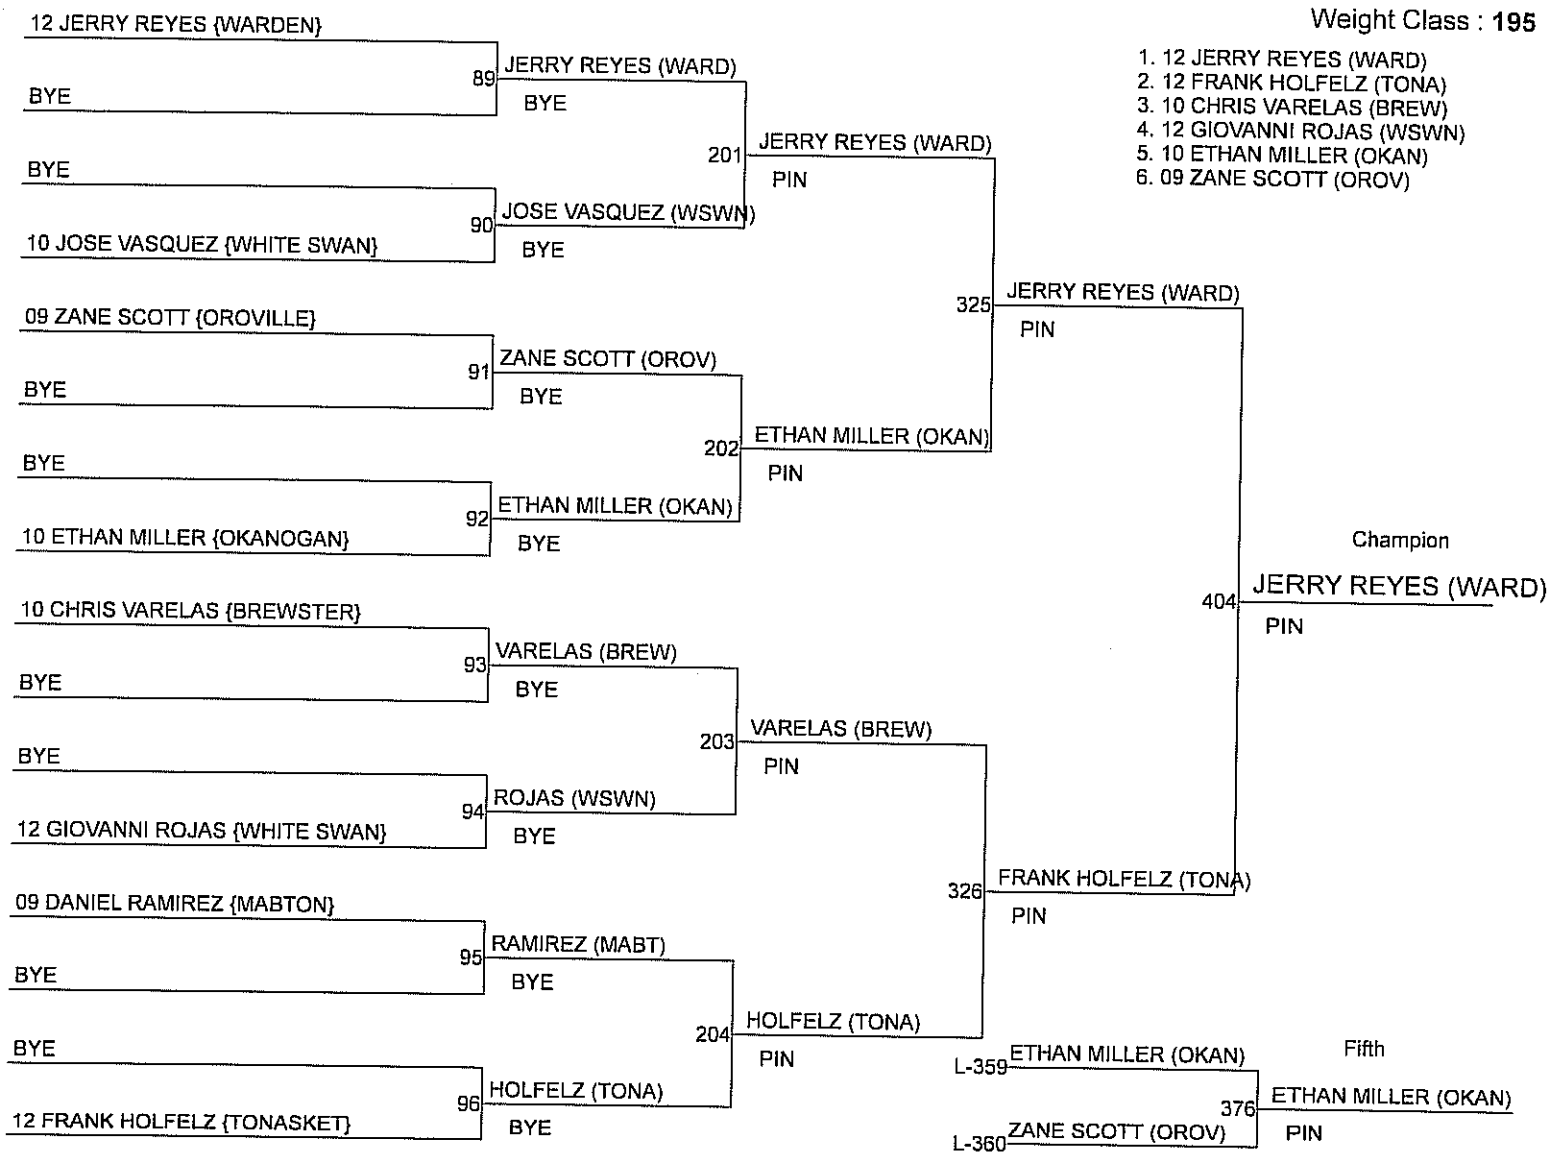 Weight Class : 195
1. 12 JERRY REYES (WARD)
2. 12 FRANK HOLFELZ (TONA)
3. 10 CHRIS VARELAS (BREW)
4. 12 GIOVANNI ROJAS (WSWN)
5. 10 ETHAN MILLER (OKAN)
6. 09 ZANE SCOTT (OROV)
12 JERRY REYES {WARDEN}
BYE
BYE
10 JOSE VASQUEZ {WHITE SWAN}
09 ZANE SCOTT {OROVILLE}
BYE
BYE
10 ETHAN MILLER {OKANOGAN}
10 CHRIS VARELAS {BREWSTER}
BYE
BYE
12 GIOVANNI ROJAS {WHITE SWAN}
09 DANIEL RAMIREZ {MABTON}
BYE
BYE
12 FRANK HOLFELZ {TONASKET}
89 JERRY REYES (WARD)
BYE
90 JOSE VASQUEZ (WSWN)
BYE
91 ZANE SCOTT (OROV)
BYE
92 ETHAN MILLER (OKAN)
BYE
93 VARELAS (BREW)
BYE
94 ROJAS (WSWN)
BYE
95 RAMIREZ (MABT)
BYE
96 HOLFELZ (TONA)
BYE
201 JERRY REYES (WARD)
PIN
202 ETHAN MILLER (OKAN)
PIN
203 VARELAS (BREW)
PIN
204 HOLFELZ (TONA)
PIN
325 JERRY REYES (WARD)
PIN
326 FRANK HOLFELZ (TONA)
PIN
Champion
404 JERRY REYES (WARD)
PIN
L-359 ETHAN MILLER (OKAN)
L-360 ZANE SCOTT (OROV)
Fifth
376 ETHAN MILLER (OKAN)
PIN